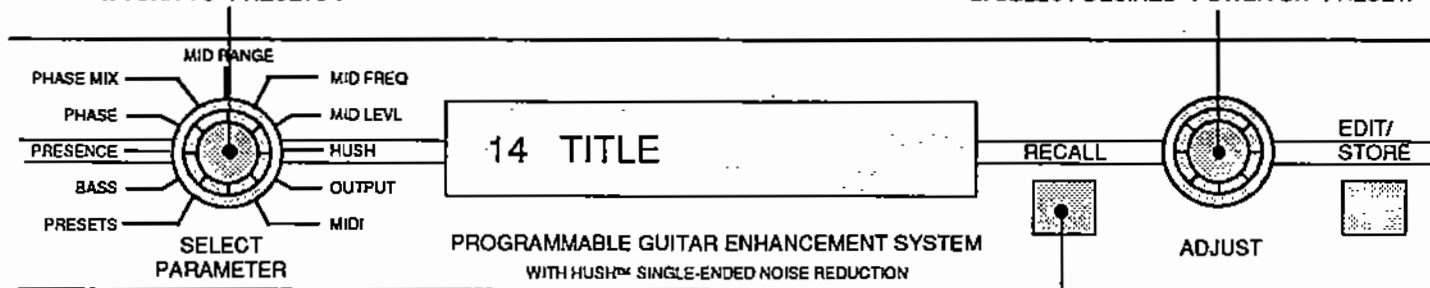 MID RANGE
PHASE MIX
MID FREQ
PHASE
MID LEVL
PRESENCE
HUSH
BASS
OUTPUT
PRESETS
MIDI
SELECT
PARAMETER
14 TITLE
PROGRAMMABLE GUITAR ENHANCEMENT SYSTEM
WITH HUSH™ SINGLE-ENDED NOISE REDUCTION
RECALL
ADJUST
EDIT/
STORE